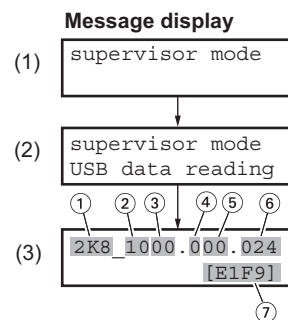 Message display
(1)
supervisor mode
(2)
supervisor mode
USB data reading
① ② ③ ④ ⑤ ⑥
(3)
2K8_1000.000.024
[E1F9]
⑦